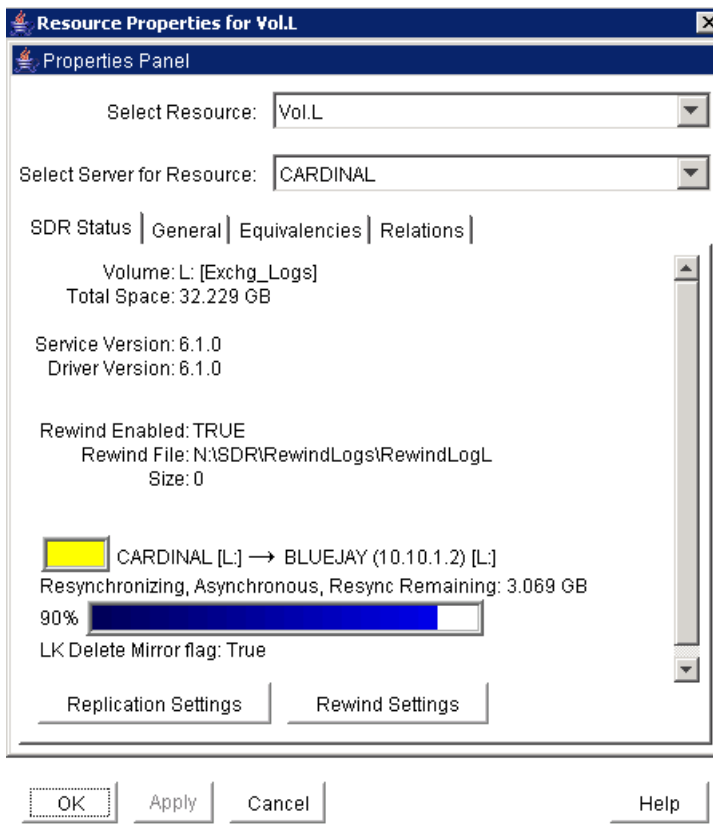 Resource Properties for Vol.L
Properties Panel
Select Resource: Vol.L
Select Server for Resource: CARDINAL
SDR Status General Equivalencies Relations
Volume: L: [Exchg_Logs]
Total Space: 32.229 GB
Service Version: 6.1.0
Driver Version: 6.1.0
Rewind Enabled: TRUE
Rewind File: N:\SDR\RewindLogs\RewindLogL
Size: 0
CARDINAL [L:] → BLUEJAY (10.10.1.2) [L:]
Resynchronizing, Asynchronous, Resync Remaining: 3.069 GB
90%
LK Delete Mirror flag: True
Replication Settings Rewind Settings
OK Apply Cancel Help